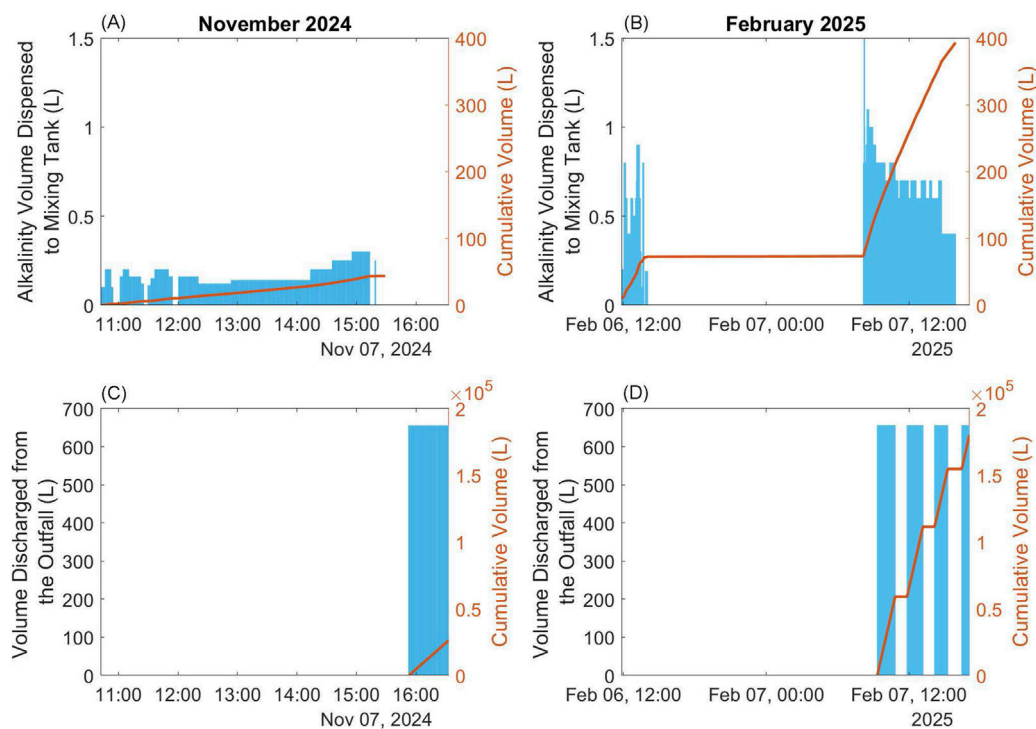 (A)
November 2024
1.5
1
0.5
0
Alkalinity Volume Dispensed
to Mixing Tank (L)
400
300
200
100
0
Cumulative Volume (L)
11:00 12:00 13:00 14:00 15:00 16:00
Nov 07, 2024
(B)
February 2025
1.5
1
0.5
0
Alkalinity Volume Dispensed
to Mixing Tank (L)
400
300
200
100
0
Cumulative Volume (L)
Feb 06, 12:00 Feb 07, 00:00 Feb 07, 12:00
2025
(C)
700
600
500
400
300
200
100
0
Volume Discharged from
the Outfall (L)
×10⁵
2
1.5
1
0.5
0
Cumulative Volume (L)
11:00 12:00 13:00 14:00 15:00 16:00
Nov 07, 2024
(D)
700
600
500
400
300
200
100
0
Volume Discharged from
the Outfall (L)
×10⁵
2
1.5
1
0.5
0
Cumulative Volume (L)
Feb 06, 12:00 Feb 07, 00:00 Feb 07, 12:00
2025